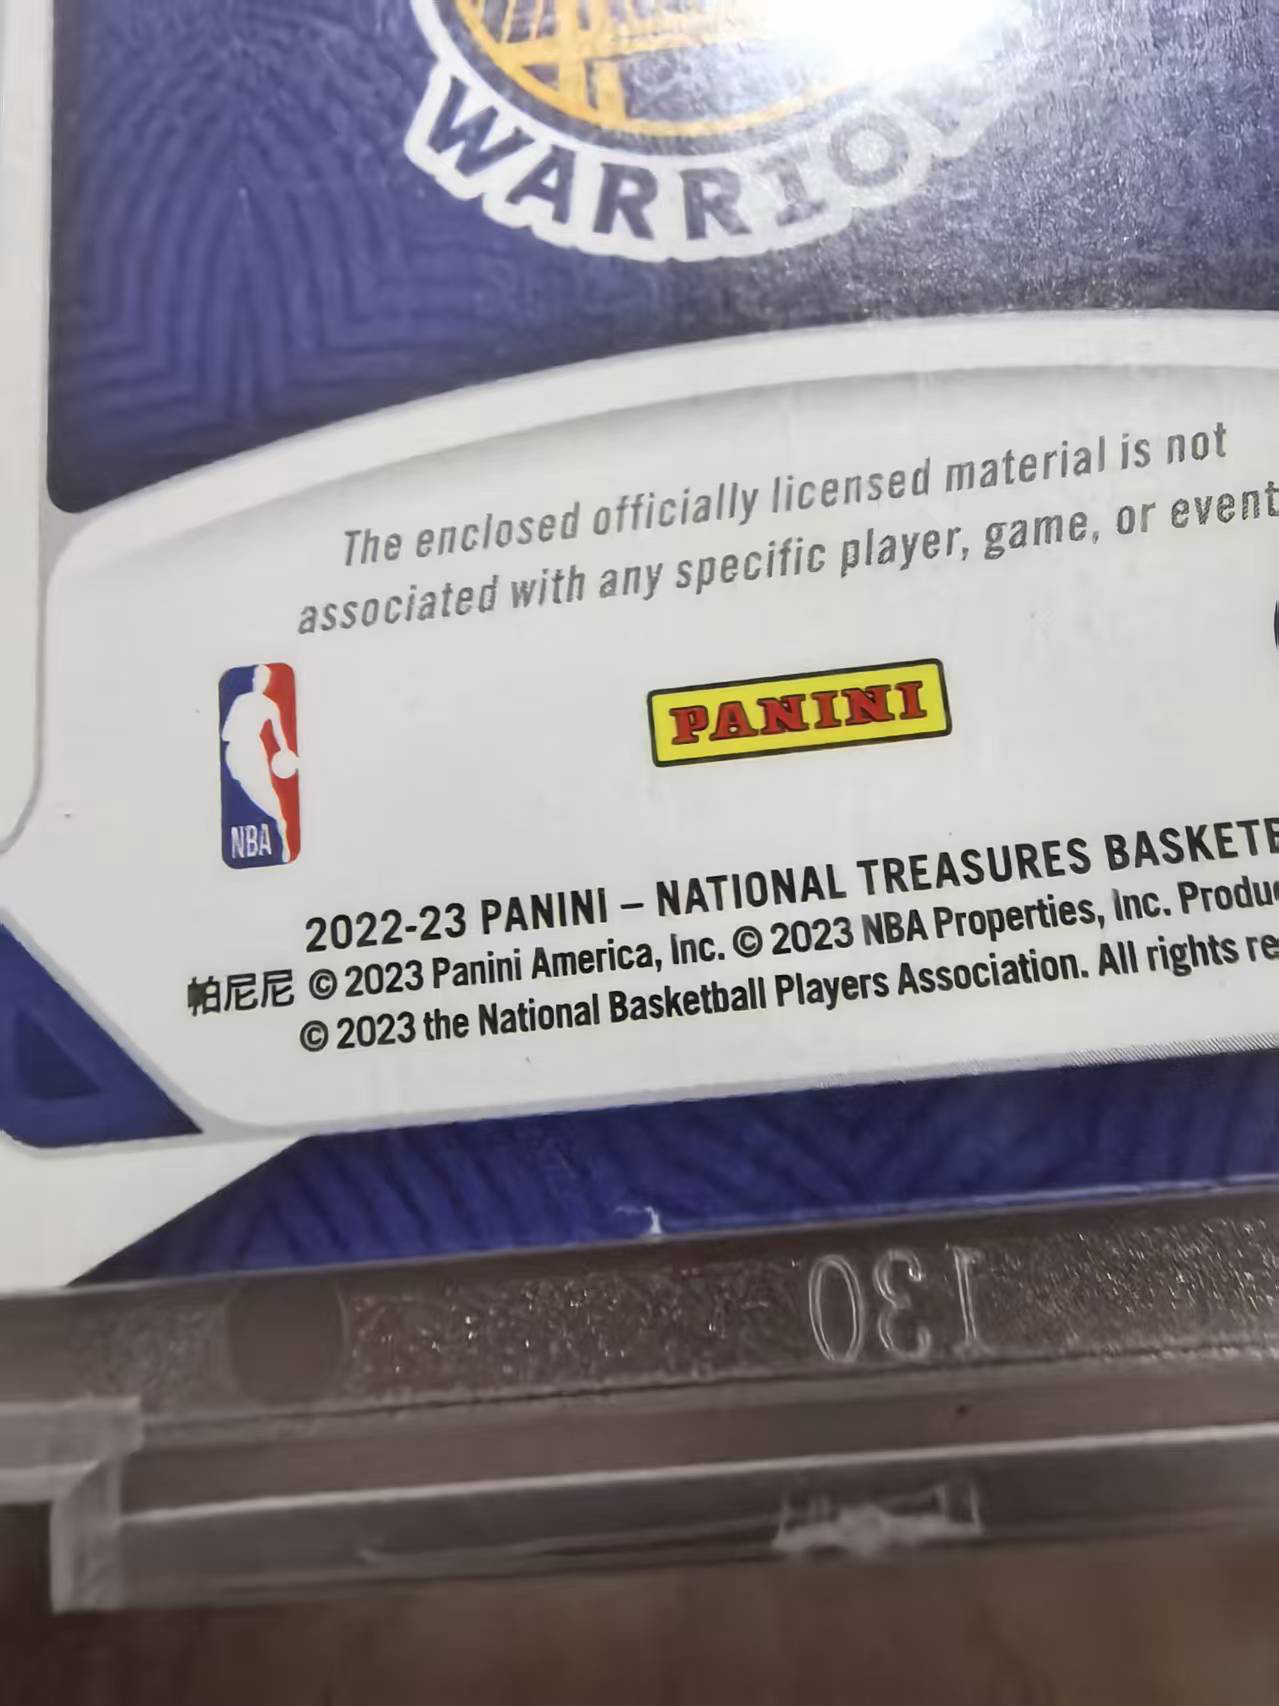 WARRIO
The enclosed officially licensed material is not
associated with any specific player, game, or event
NBA
PANINI
2022-23 PANINI – NATIONAL TREASURES BASKETB
帕尼尼 © 2023 Panini America, Inc. © 2023 NBA Properties, Inc. Produc
© 2023 the National Basketball Players Association. All rights re
130